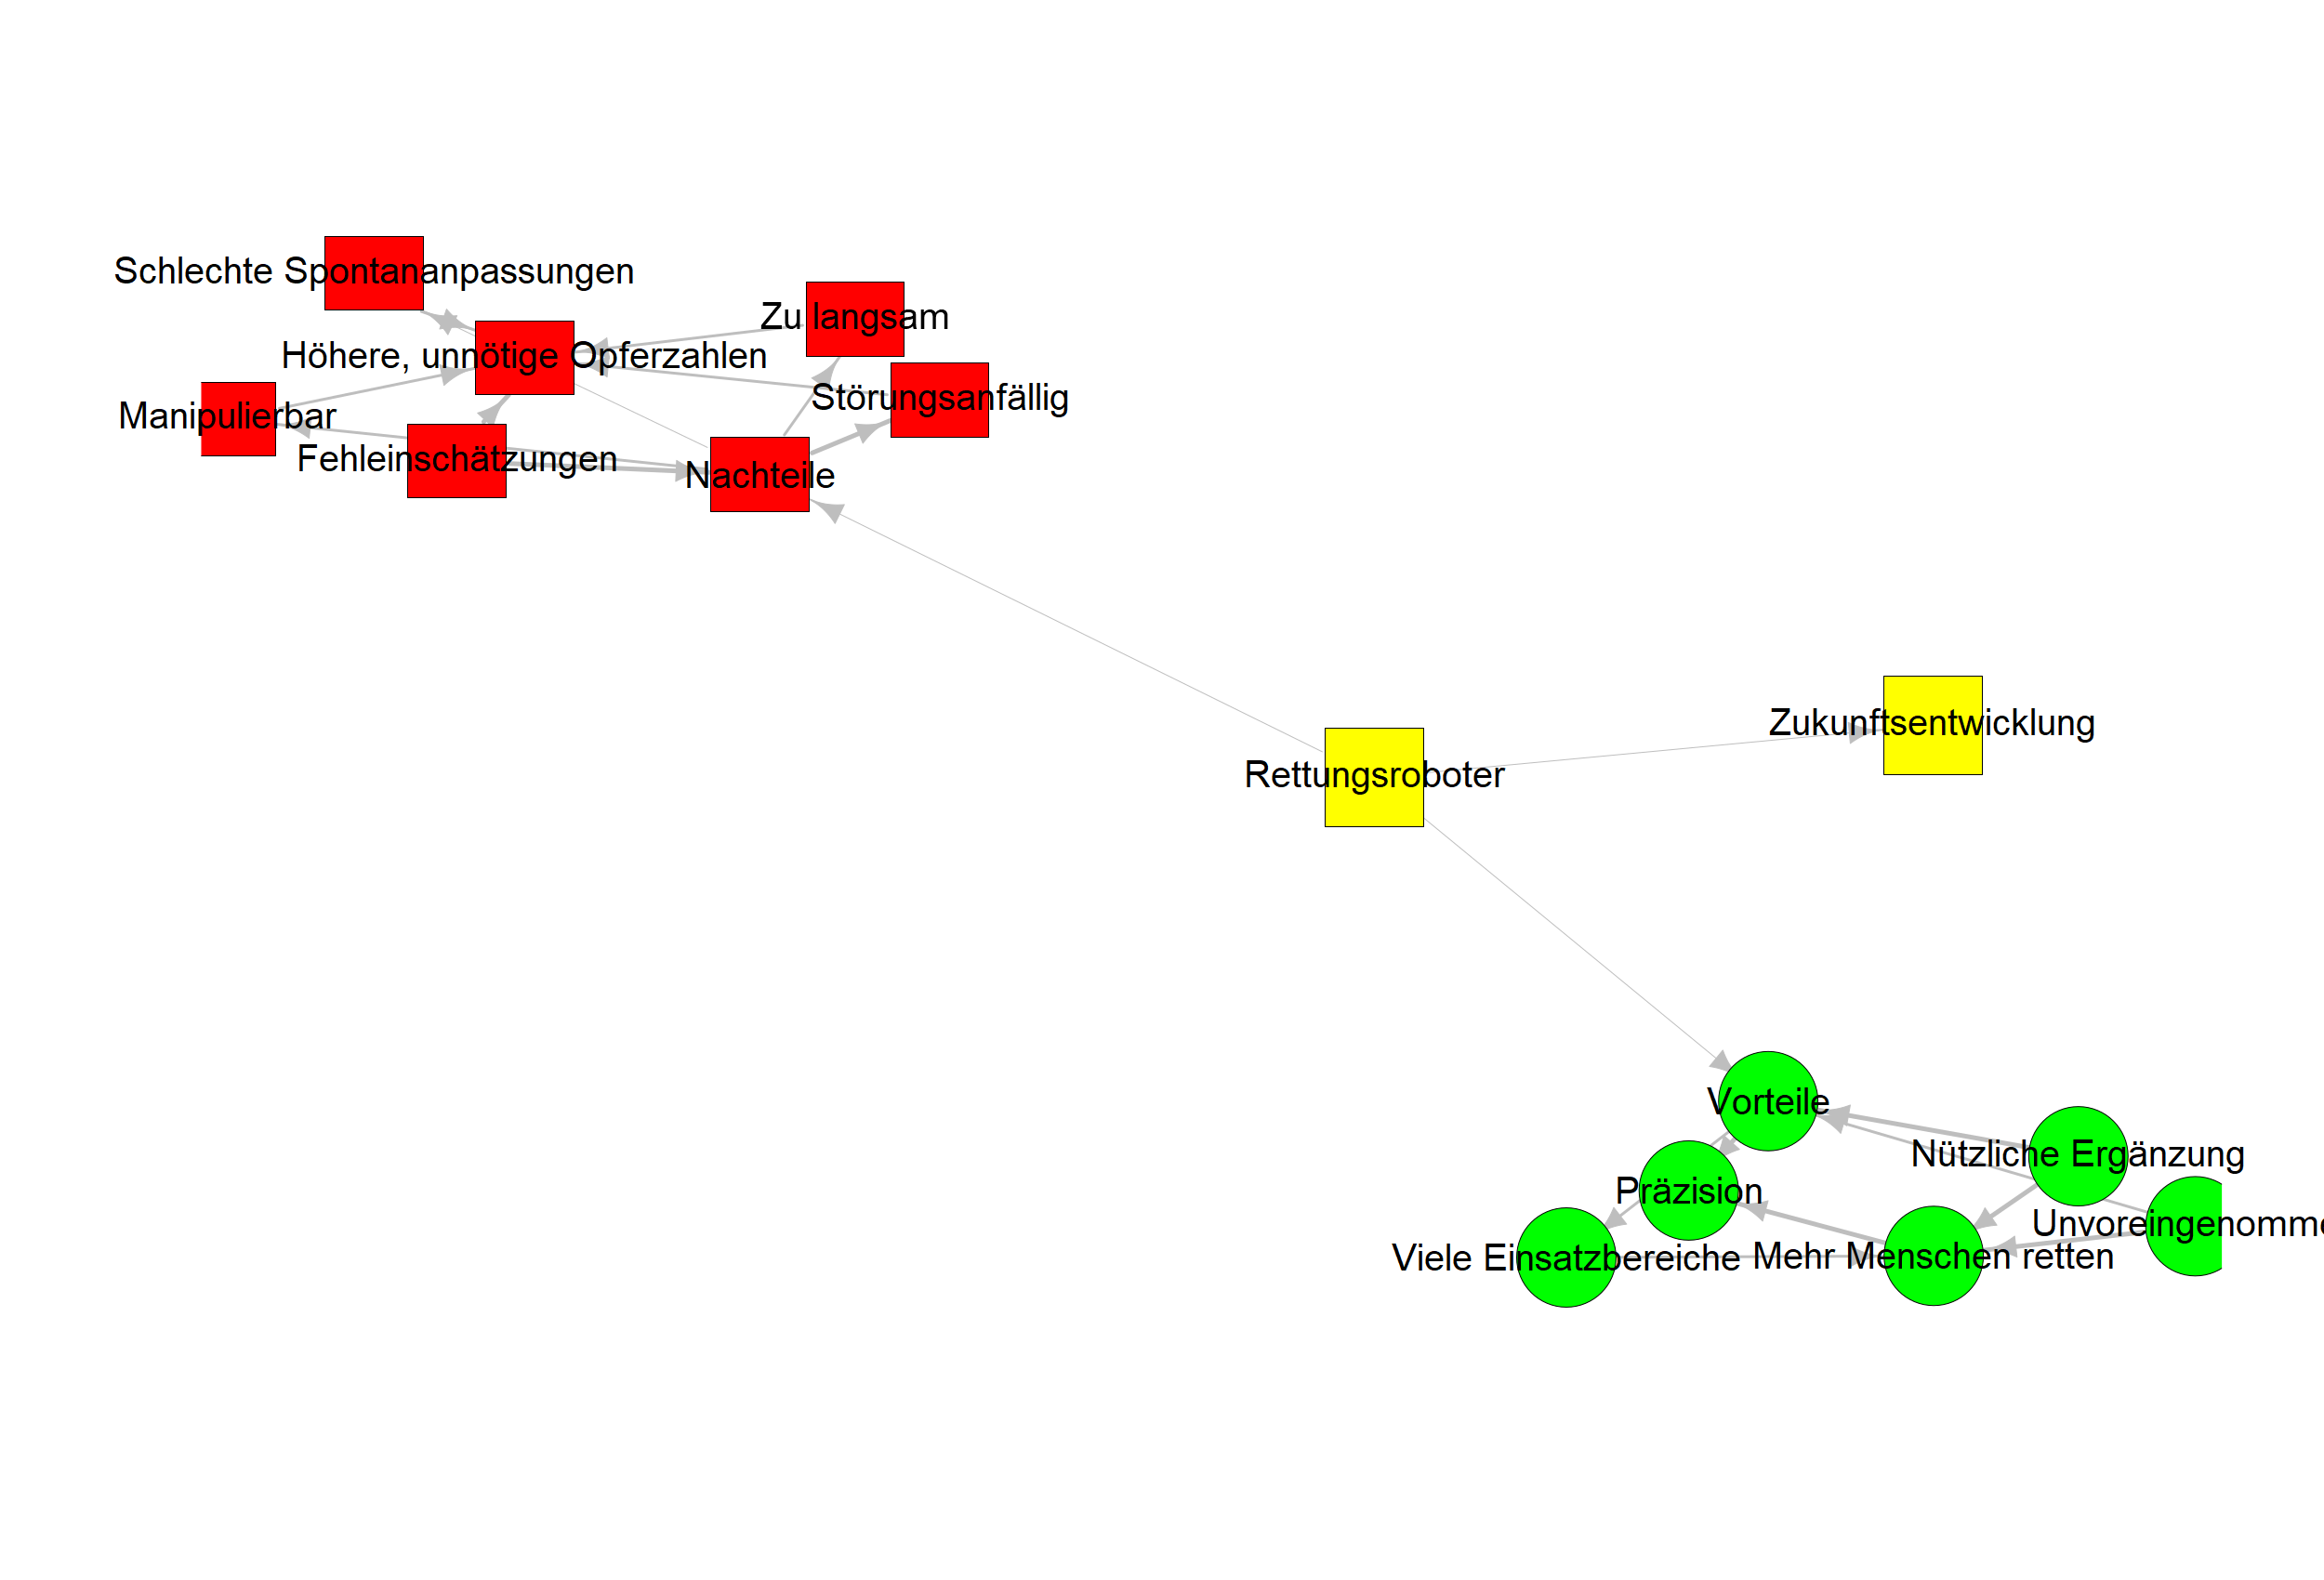 Schlechte Spontananpassungen
Zu langsam
Höhere, unnötige Opferzahlen
Störungsanfällig
Manipulierbar
Fehleinschätzungen
Nachteile
Zukunftsentwicklung
Rettungsroboter
Vorteile
Nützliche Ergänzung
Präzision
Unvoreingenomme
Viele Einsatzbereiche
Mehr Menschen retten